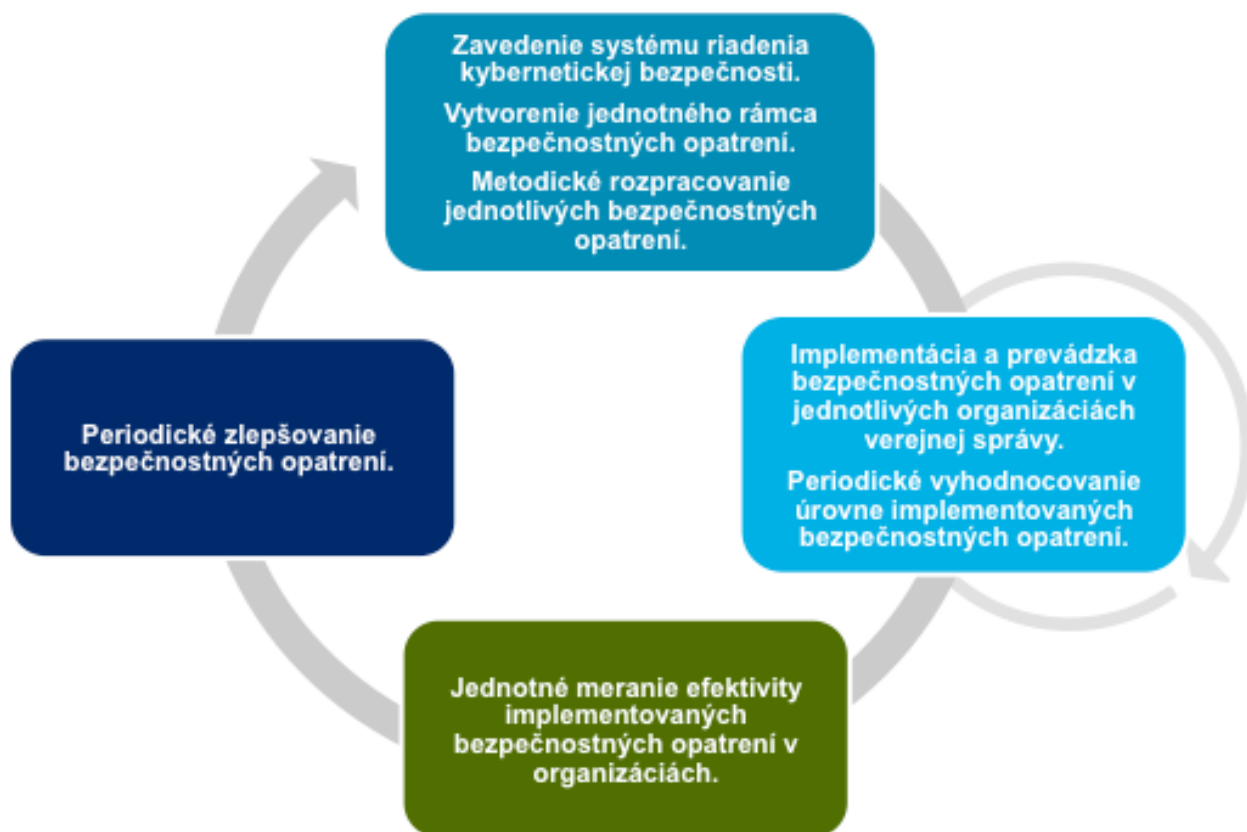 Zavedenie systému riadenia
kybernetickej bezpečnosti.
Vytvorenie jednotného rámca
bezpečnostných opatrení.
Metodické rozpracovanie
jednotlivých bezpečnostných
opatrení.
Implementácia a prevádzka
bezpečnostných opatrení v
jednotlivých organizáciách
verejnej správy.
Periodické vyhodnocovanie
úrovne implementovaných
bezpečnostných opatrení.
Jednotné meranie efektivity
implementovaných
bezpečnostných opatrení v
organizáciách.
Periodické zlepšovanie
bezpečnostných opatrení.